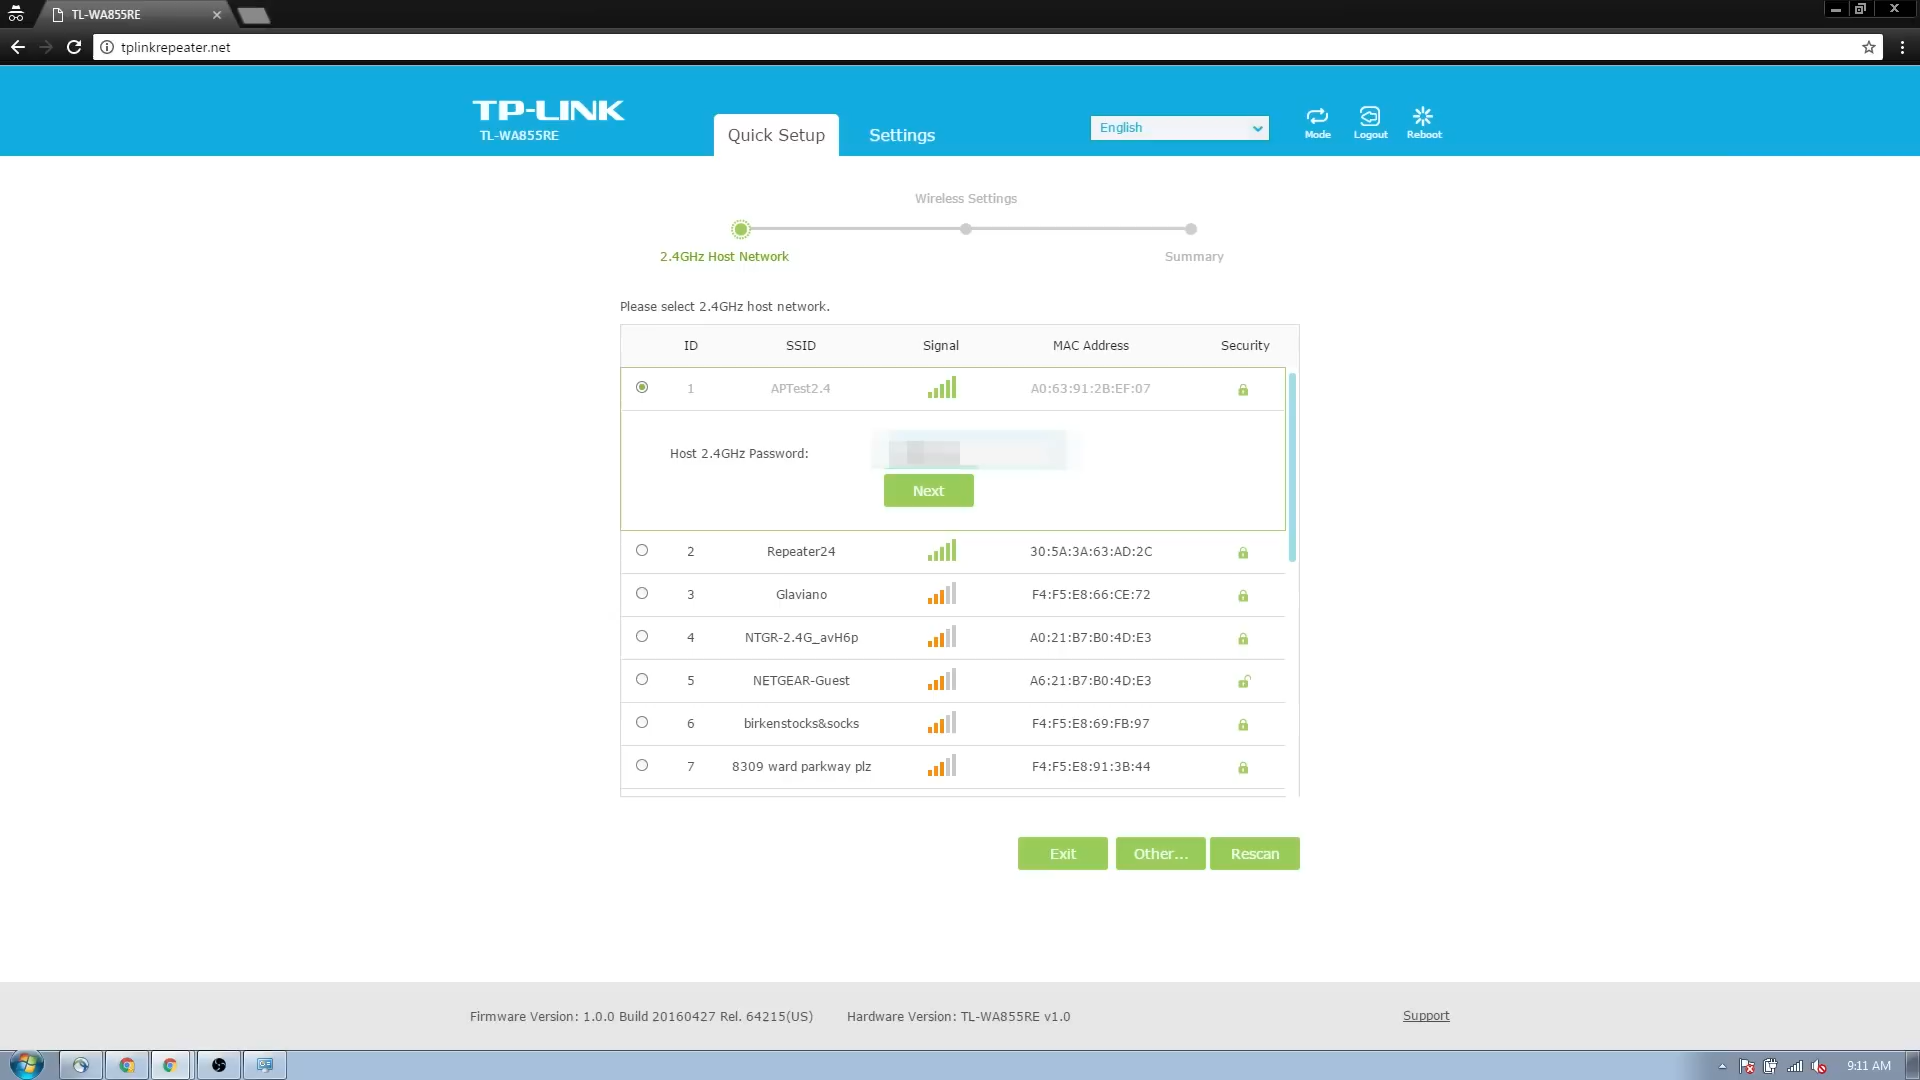 TL-WA855RE
tplinkrepeater.net
TP-LINK
TL-WA855RE
Quick Setup
Settings
English
Mode
Logout
Reboot
Wireless Settings
2.4GHz Host Network
Summary
Please select 2.4GHz host network.
ID SSID Signal MAC Address Security
1 APTest2.4 A0:63:91:2B:EF:07
Host 2.4GHz Password:
Next
2 Repeater24 30:5A:3A:63:AD:2C
3 Glaviano F4:F5:E8:66:CE:72
4 NTGR-2.4G_avH6p A0:21:B7:B0:4D:E3
5 NETGEAR-Guest A6:21:B7:B0:4D:E3
6 birkenstocks&socks F4:F5:E8:69:FB:97
7 8309 ward parkway plz F4:F5:E8:91:3B:44
Exit
Other...
Rescan
Firmware Version: 1.0.0 Build 20160427 Rel. 64215(US) Hardware Version: TL-WA855RE v1.0
Support
9:11 AM